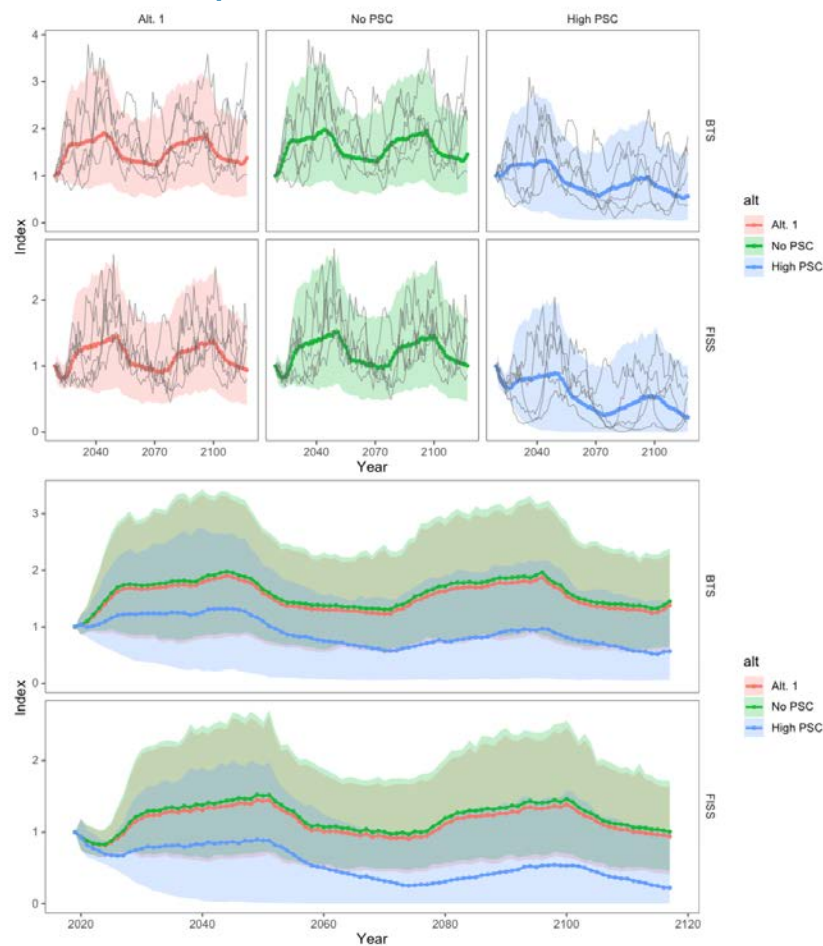 Alt. 1 No PSC High PSC
4
3
2
1
0
BTS
2
1
0
FISS
Index
2040 2070 2100 2040 2070 2100 2040 2070 2100
Year
alt
Alt. 1
No PSC
High PSC
3
2
1
0
BTS
Index
2
1
0
FISS
Index
2020 2040 2060 2080 2100 2120
Year
alt
Alt. 1
No PSC
High PSC